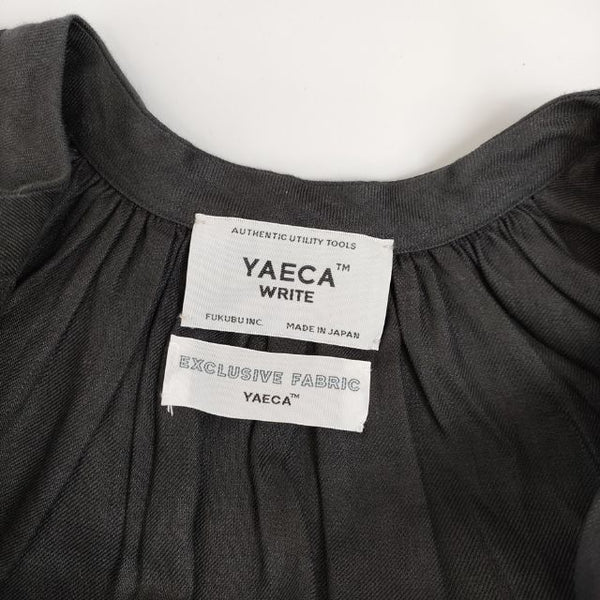 AUTHENTIC UTILITY TOOLS
YAECA™
WRITE
FUKUBU INC. MADE IN JAPAN
EXCLUSIVE FABRIC
YAECA™